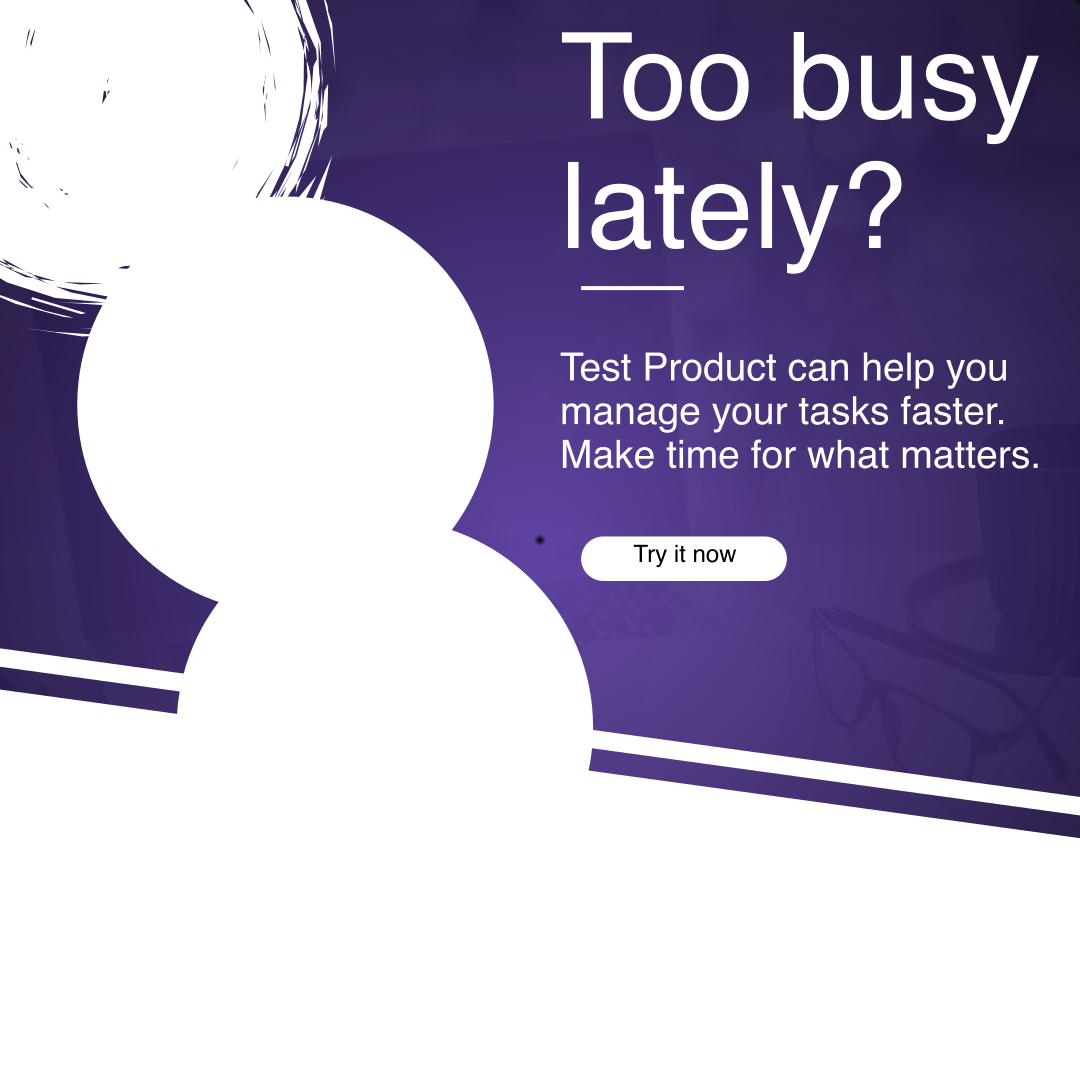 Too busy
lately?
Test Product can help you
manage your tasks faster.
Make time for what matters.
Try it now